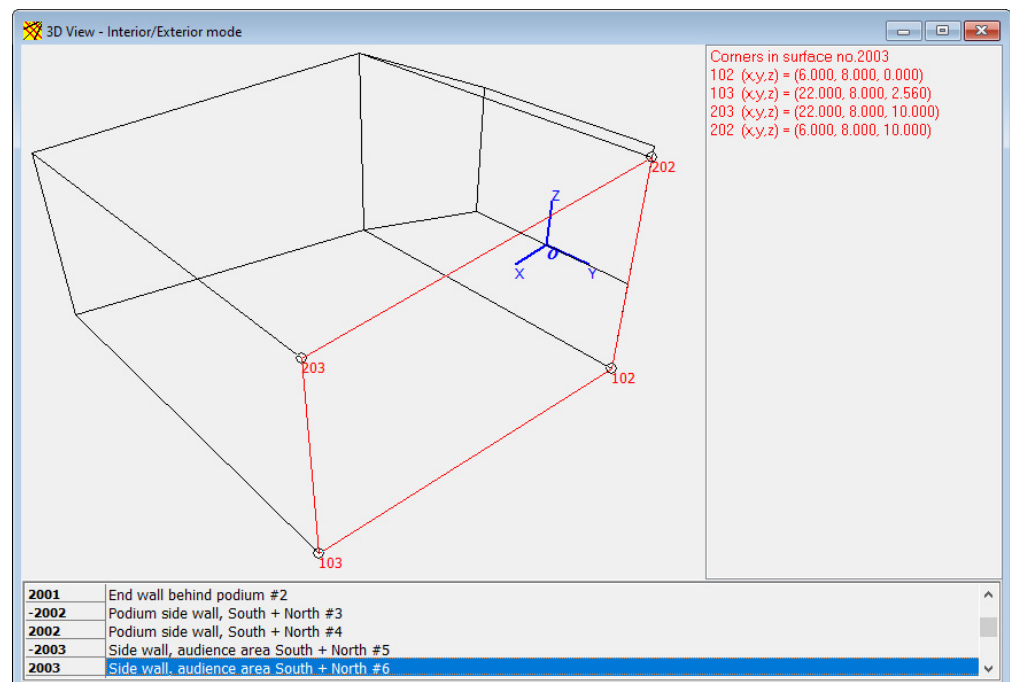 3D View - Interior/Exterior mode
Corners in surface no.2003
102 (x,y,z) = (6.000, 8.000, 0.000)
103 (x,y,z) = (22.000, 8.000, 2.560)
203 (x,y,z) = (22.000, 8.000, 10.000)
202 (x,y,z) = (6.000, 8.000, 10.000)
202
Z
O
X
Y
203
102
103
2001 End wall behind podium #2
-2002 Podium side wall, South + North #3
2002 Podium side wall, South + North #4
-2003 Side wall, audience area South + North #5
2003 Side wall, audience area South + North #6